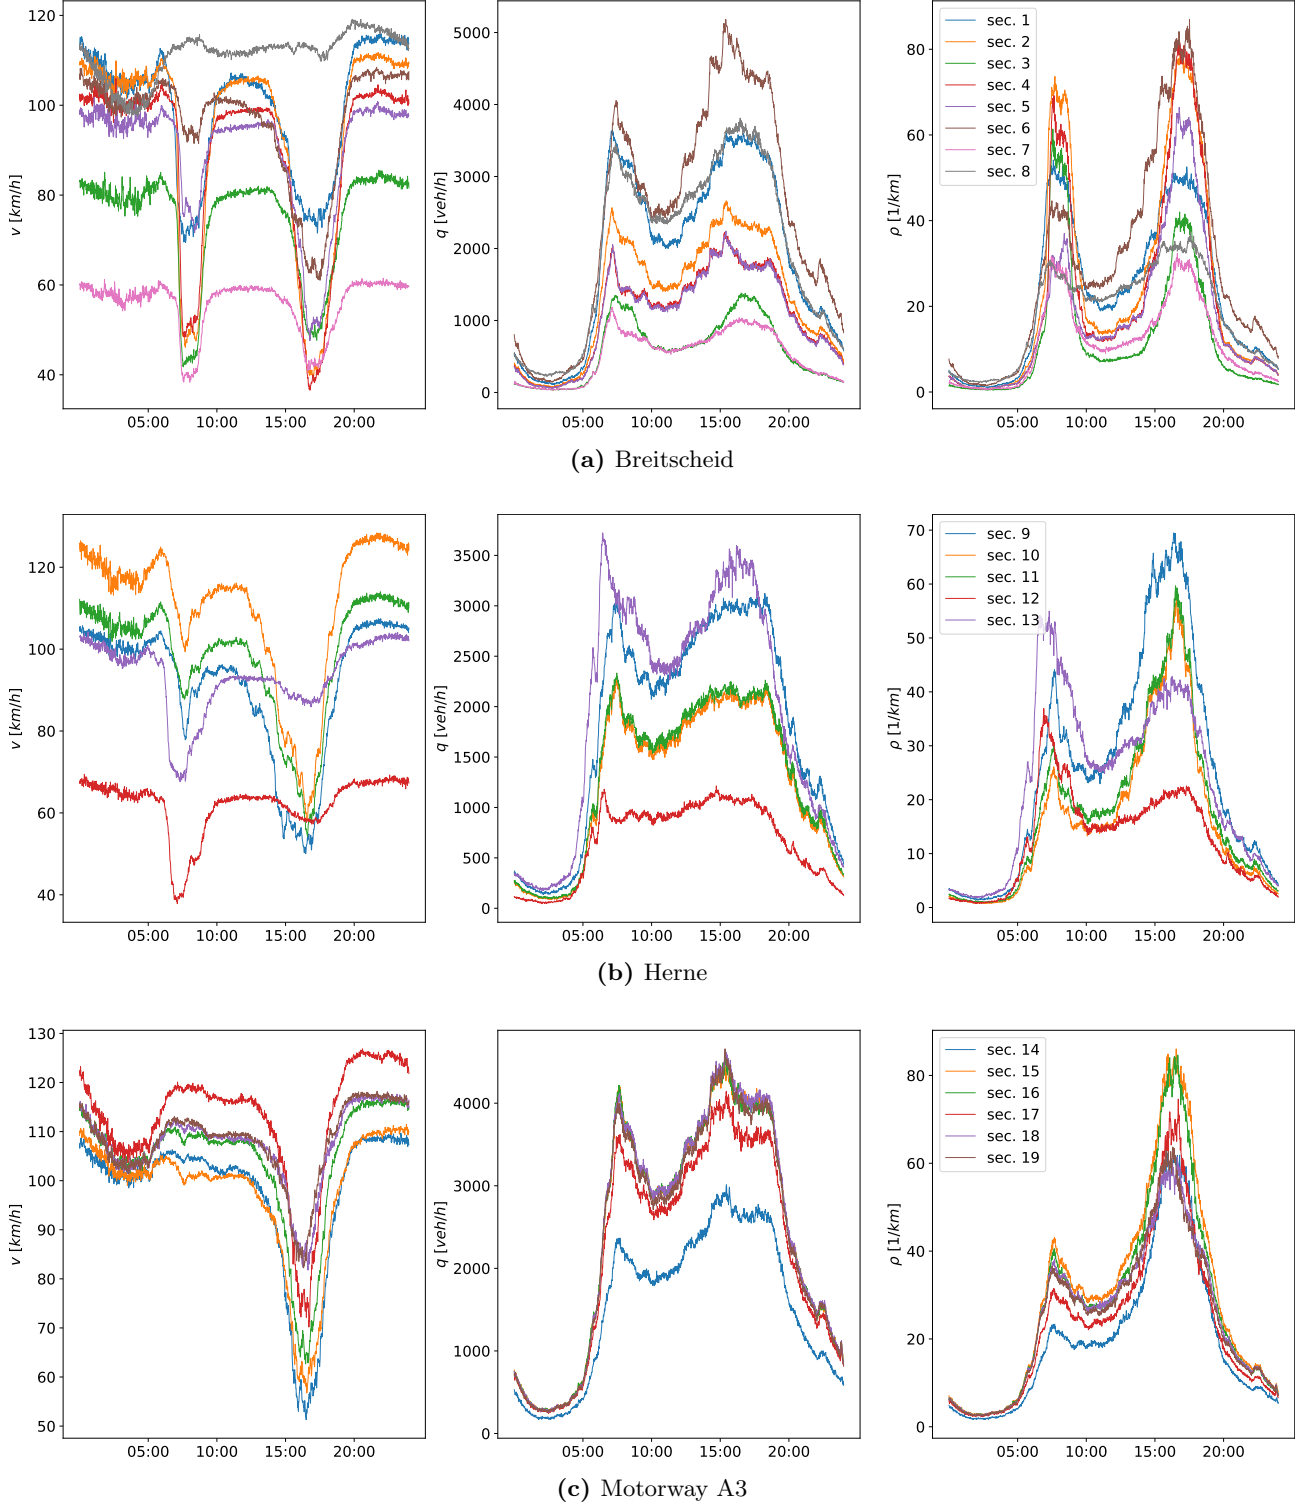 120
100
80
60
40
v [km/h]
05:00 10:00 15:00 20:00
5000
4000
3000
2000
1000
0
q [veh/h]
05:00 10:00 15:00 20:00
80
60
40
20
0
ρ [1/km]
sec. 1
sec. 2
sec. 3
sec. 4
sec. 5
sec. 6
sec. 7
sec. 8
05:00 10:00 15:00 20:00
(a) Breitscheid
120
100
80
60
40
v [km/h]
05:00 10:00 15:00 20:00
3500
3000
2500
2000
1500
1000
500
0
q [veh/h]
05:00 10:00 15:00 20:00
70
60
50
40
30
20
10
0
ρ [1/km]
sec. 9
sec. 10
sec. 11
sec. 12
sec. 13
05:00 10:00 15:00 20:00
(b) Herne
130
120
110
100
90
80
70
60
50
v [km/h]
05:00 10:00 15:00 20:00
4000
3000
2000
1000
0
q [veh/h]
05:00 10:00 15:00 20:00
80
60
40
20
0
ρ [1/km]
sec. 14
sec. 15
sec. 16
sec. 17
sec. 18
sec. 19
05:00 10:00 15:00 20:00
(c) Motorway A3